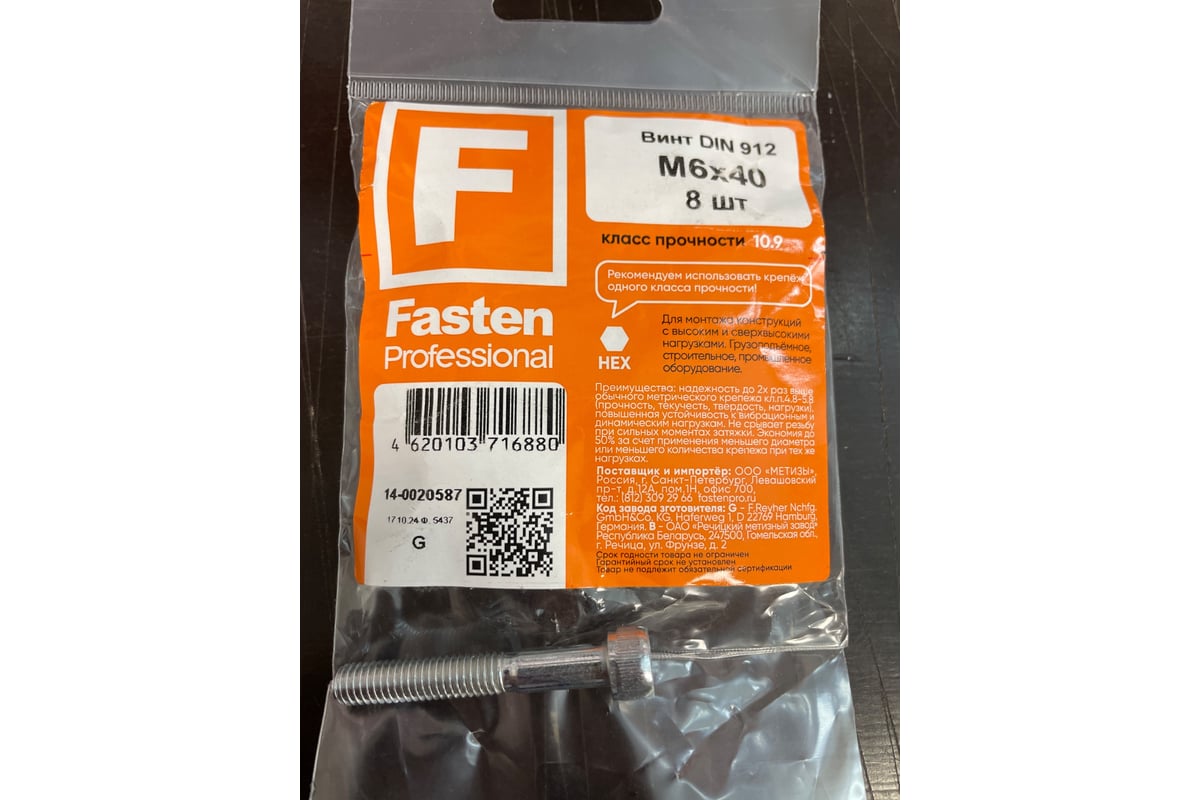 F
Fasten
Professional
Винт DIN 912
M6x40
8 шт
класс прочности 10.9
Рекомендуем использовать крепёж
одного класса прочности!
HEX
Для монтажа конструкций
с высоким и сверхвысокими
нагрузками. Грузоподъёмное,
строительное, промышленное
оборудование.
Преимущества: надежность до 2х раз выше
обычного метрического крепежа кл.п.4.8-5.8
(прочность, текучесть, твёрдость, нагрузки),
повышенная устойчивость к вибрационным и
динамическим нагрузкам. Не срывает резьбу
при сильных моментах затяжки. Экономия до
50% за счет применения меньшего диаметра
или меньшего количества крепежа при тех же
нагрузках.
Поставщик и импортёр: ООО «МЕТИЗЫ»,
Россия, г. Санкт-Петербург, Левашовский
пр-т, д.12А, пом.1Н, офис 700,
тел.: (812) 309 29 66 fastenpro.ru
Код завода зготовителя: G - F.Reyher Nchfg.
GmbH&Co. KG, Haferweg 1, D 22769 Hamburg,
Германия. B - ОАО «Речицкий метизный завод»
Республика Беларусь, 247500, Гомельская обл.,
г. Речица, ул. Фрунзе, д. 2
Срок годности товара не ограничен
Гарантийный срок не установлен
Товар не подлежит обязательной сертификации
4 620103 716880
14-0020587
17.10.24 Ф. 5437
G